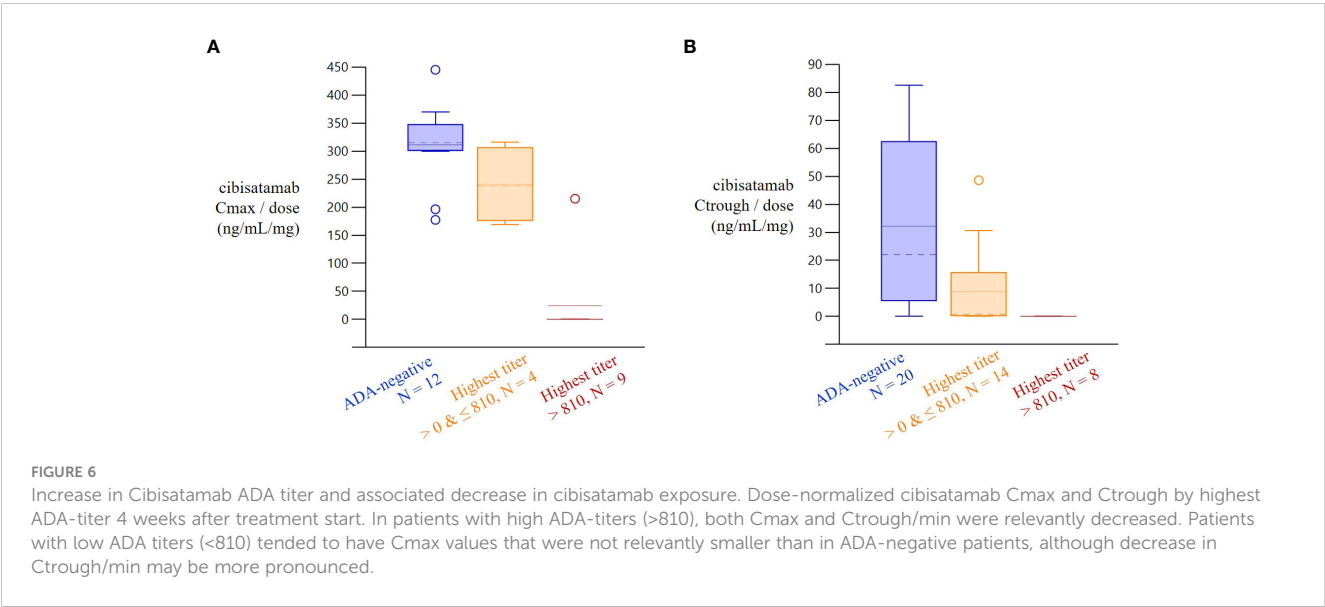 A
450
400
350
300
250
200
150
100
50
0
cibisatamab
Cmax / dose
(ng/mL/mg)
ADA-negative
N = 12
Highest titer
> 0 & ≤ 810, N = 4
Highest titer
> 810, N = 9
B
90
80
70
60
50
40
30
20
10
0
cibisatamab
Ctrough / dose
(ng/mL/mg)
ADA-negative
N = 20
Highest titer
> 0 & ≤ 810, N = 14
Highest titer
> 810, N = 8
FIGURE 6
Increase in Cibisatamab ADA titer and associated decrease in cibisatamab exposure. Dose-normalized cibisatamab Cmax and Ctrough by highest
ADA-titer 4 weeks after treatment start. In patients with high ADA-titers (>810), both Cmax and Ctrough/min were relevantly decreased. Patients
with low ADA titers (<810) tended to have Cmax values that were not relevantly smaller than in ADA-negative patients, although decrease in
Ctrough/min may be more pronounced.